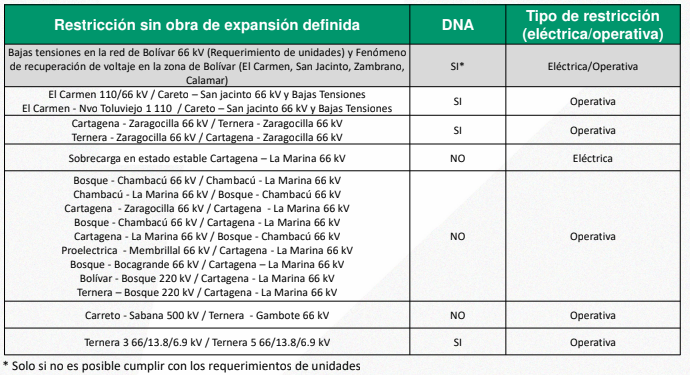 Restricción sin obra de expansión definida
DNA
Tipo de restricción
(eléctrica/operativa)
Bajas tensiones en la red de Bolívar 66 kV (Requerimiento de unidades) y Fenómeno
de recuperación de voltaje en la zona de Bolívar (El Carmen, San Jacinto, Zambrano,
Calamar)
SI*
Eléctrica/Operativa
El Carmen 110/66 kV / Careto – San jacinto 66 kV y Bajas Tensiones
El Carmen - Nvo Toluviejo 1 110 / Careto – San jacinto 66 kV y Bajas Tensiones
SI
Operativa
Cartagena - Zaragocilla 66 kV / Ternera - Zaragocilla 66 kV
Ternera - Zaragocilla 66 kV / Cartagena - Zaragocilla 66 kV
SI
Operativa
Sobrecarga en estado estable Cartagena – La Marina 66 kV
NO
Eléctrica
Bosque - Chambacú 66 kV / Chambacú - La Marina 66 kV
Chambacú - La Marina 66 kV / Bosque - Chambacú 66 kV
Cartagena - Zaragocilla 66 kV / Cartagena - La Marina 66 kV
Bosque - Chambacú 66 kV / Cartagena - La Marina 66 kV
Cartagena - La Marina 66 kV / Bosque - Chambacú 66 kV
Proelectrica - Membrillal 66 kV / Cartagena - La Marina 66 kV
Bosque - Bocagrande 66 kV / Cartagena – La Marina 66 kV
Bolívar - Bosque 220 kV / Cartagena - La Marina 66 kV
Ternera – Bosque 220 kV / Cartagena - La Marina 66 kV
NO
Operativa
Carreto - Sabana 500 kV / Ternera - Gambote 66 kV
NO
Operativa
Ternera 3 66/13.8/6.9 kV / Ternera 5 66/13.8/6.9 kV
SI
Operativa
* Solo si no es posible cumplir con los requerimientos de unidades